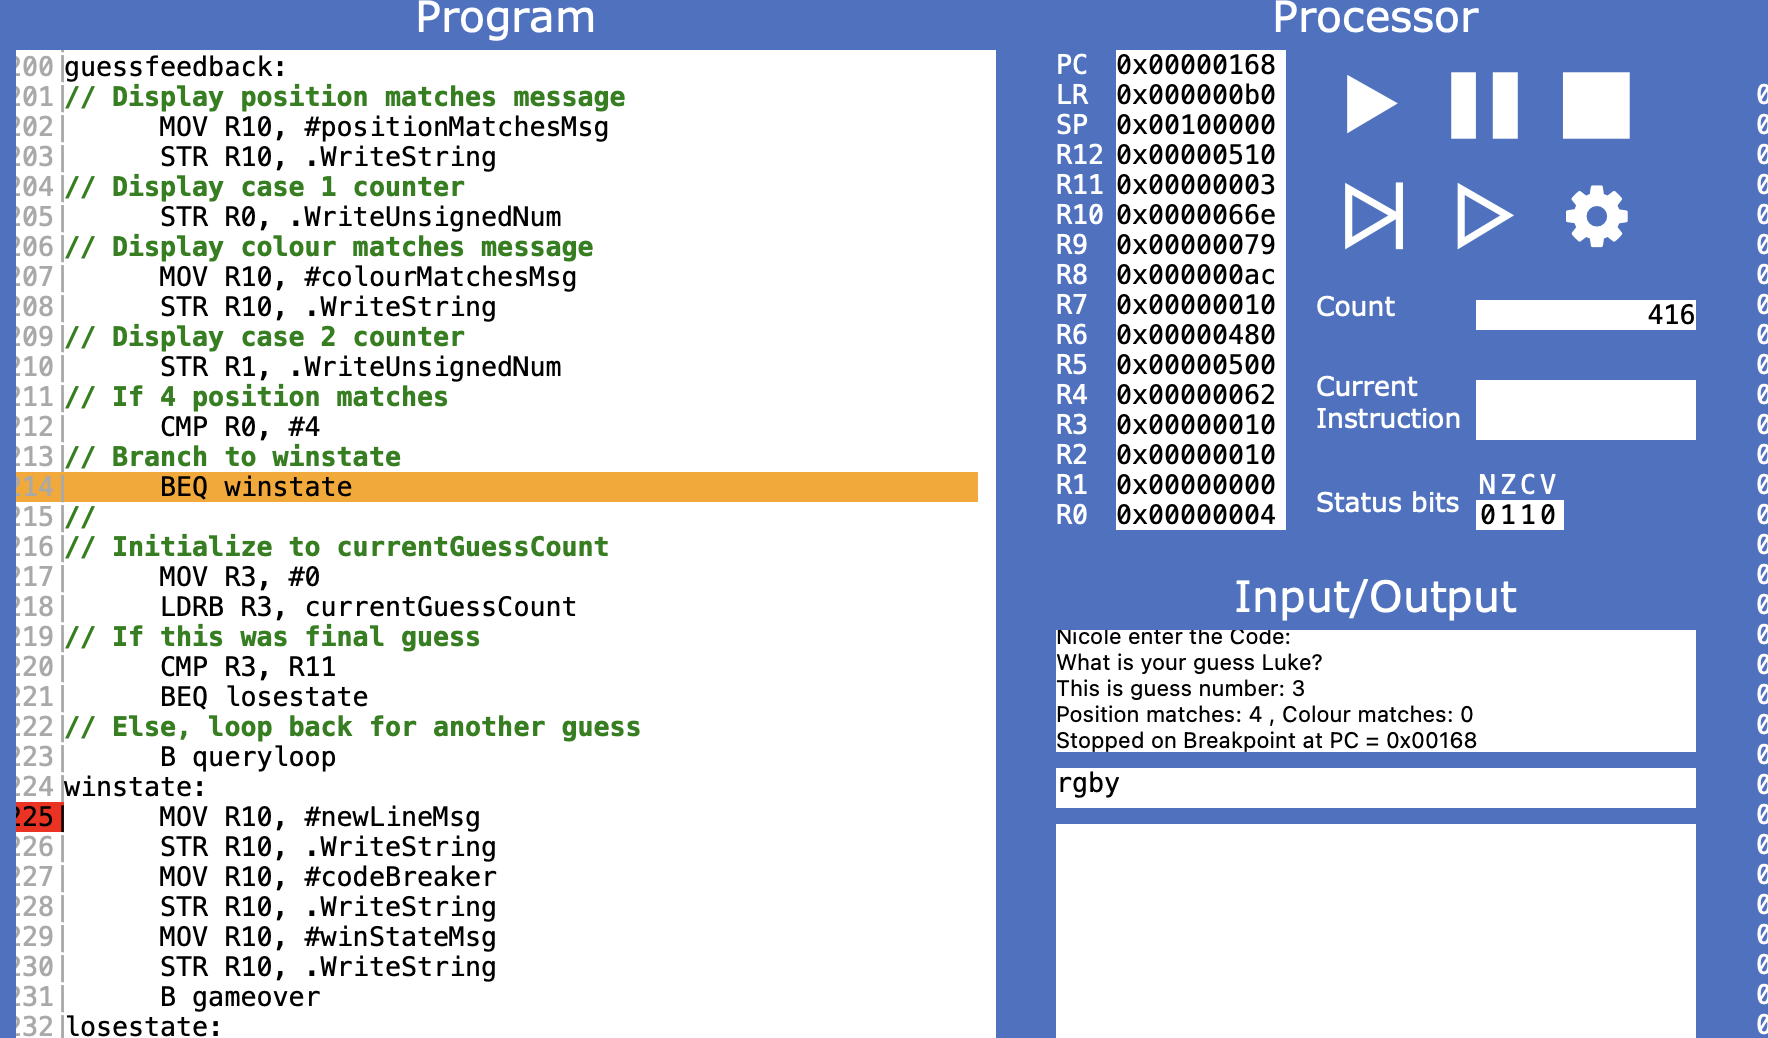 Program
200 guessfeedback:
201 // Display position matches message
202 MOV R10, #positionMatchesMsg
203 STR R10, .WriteString
204 // Display case 1 counter
205 STR R0, .WriteUnsignedNum
206 // Display colour matches message
207 MOV R10, #colourMatchesMsg
208 STR R10, .WriteString
209 // Display case 2 counter
210 STR R1, .WriteUnsignedNum
211 // If 4 position matches
212 CMP R0, #4
213 // Branch to winstate
214 BEQ winstate
215 //
216 // Initialize to currentGuessCount
217 MOV R3, #0
218 LDRB R3, currentGuessCount
219 // If this was final guess
220 CMP R3, R11
221 BEQ losestate
222 // Else, loop back for another guess
223 B queryloop
224 winstate:
225 MOV R10, #newLineMsg
226 STR R10, .WriteString
227 MOV R10, #codeBreaker
228 STR R10, .WriteString
229 MOV R10, #winStateMsg
230 STR R10, .WriteString
231 B gameover
232 losestate:
Processor
PC 0x00000168
LR 0x000000b0
SP 0x00100000
R12 0x00000510
R11 0x00000003
R10 0x0000066e
R9 0x00000079
R8 0x000000ac
R7 0x00000010
R6 0x00000480
R5 0x00000500
R4 0x00000062
R3 0x00000010
R2 0x00000010
R1 0x00000000
R0 0x00000004
Count 416
Current
Instruction
NZCV
Status bits 0110
Input/Output
Nicole enter the Code:
What is your guess Luke?
This is guess number: 3
Position matches: 4 , Colour matches: 0
Stopped on Breakpoint at PC = 0x00168
rgby